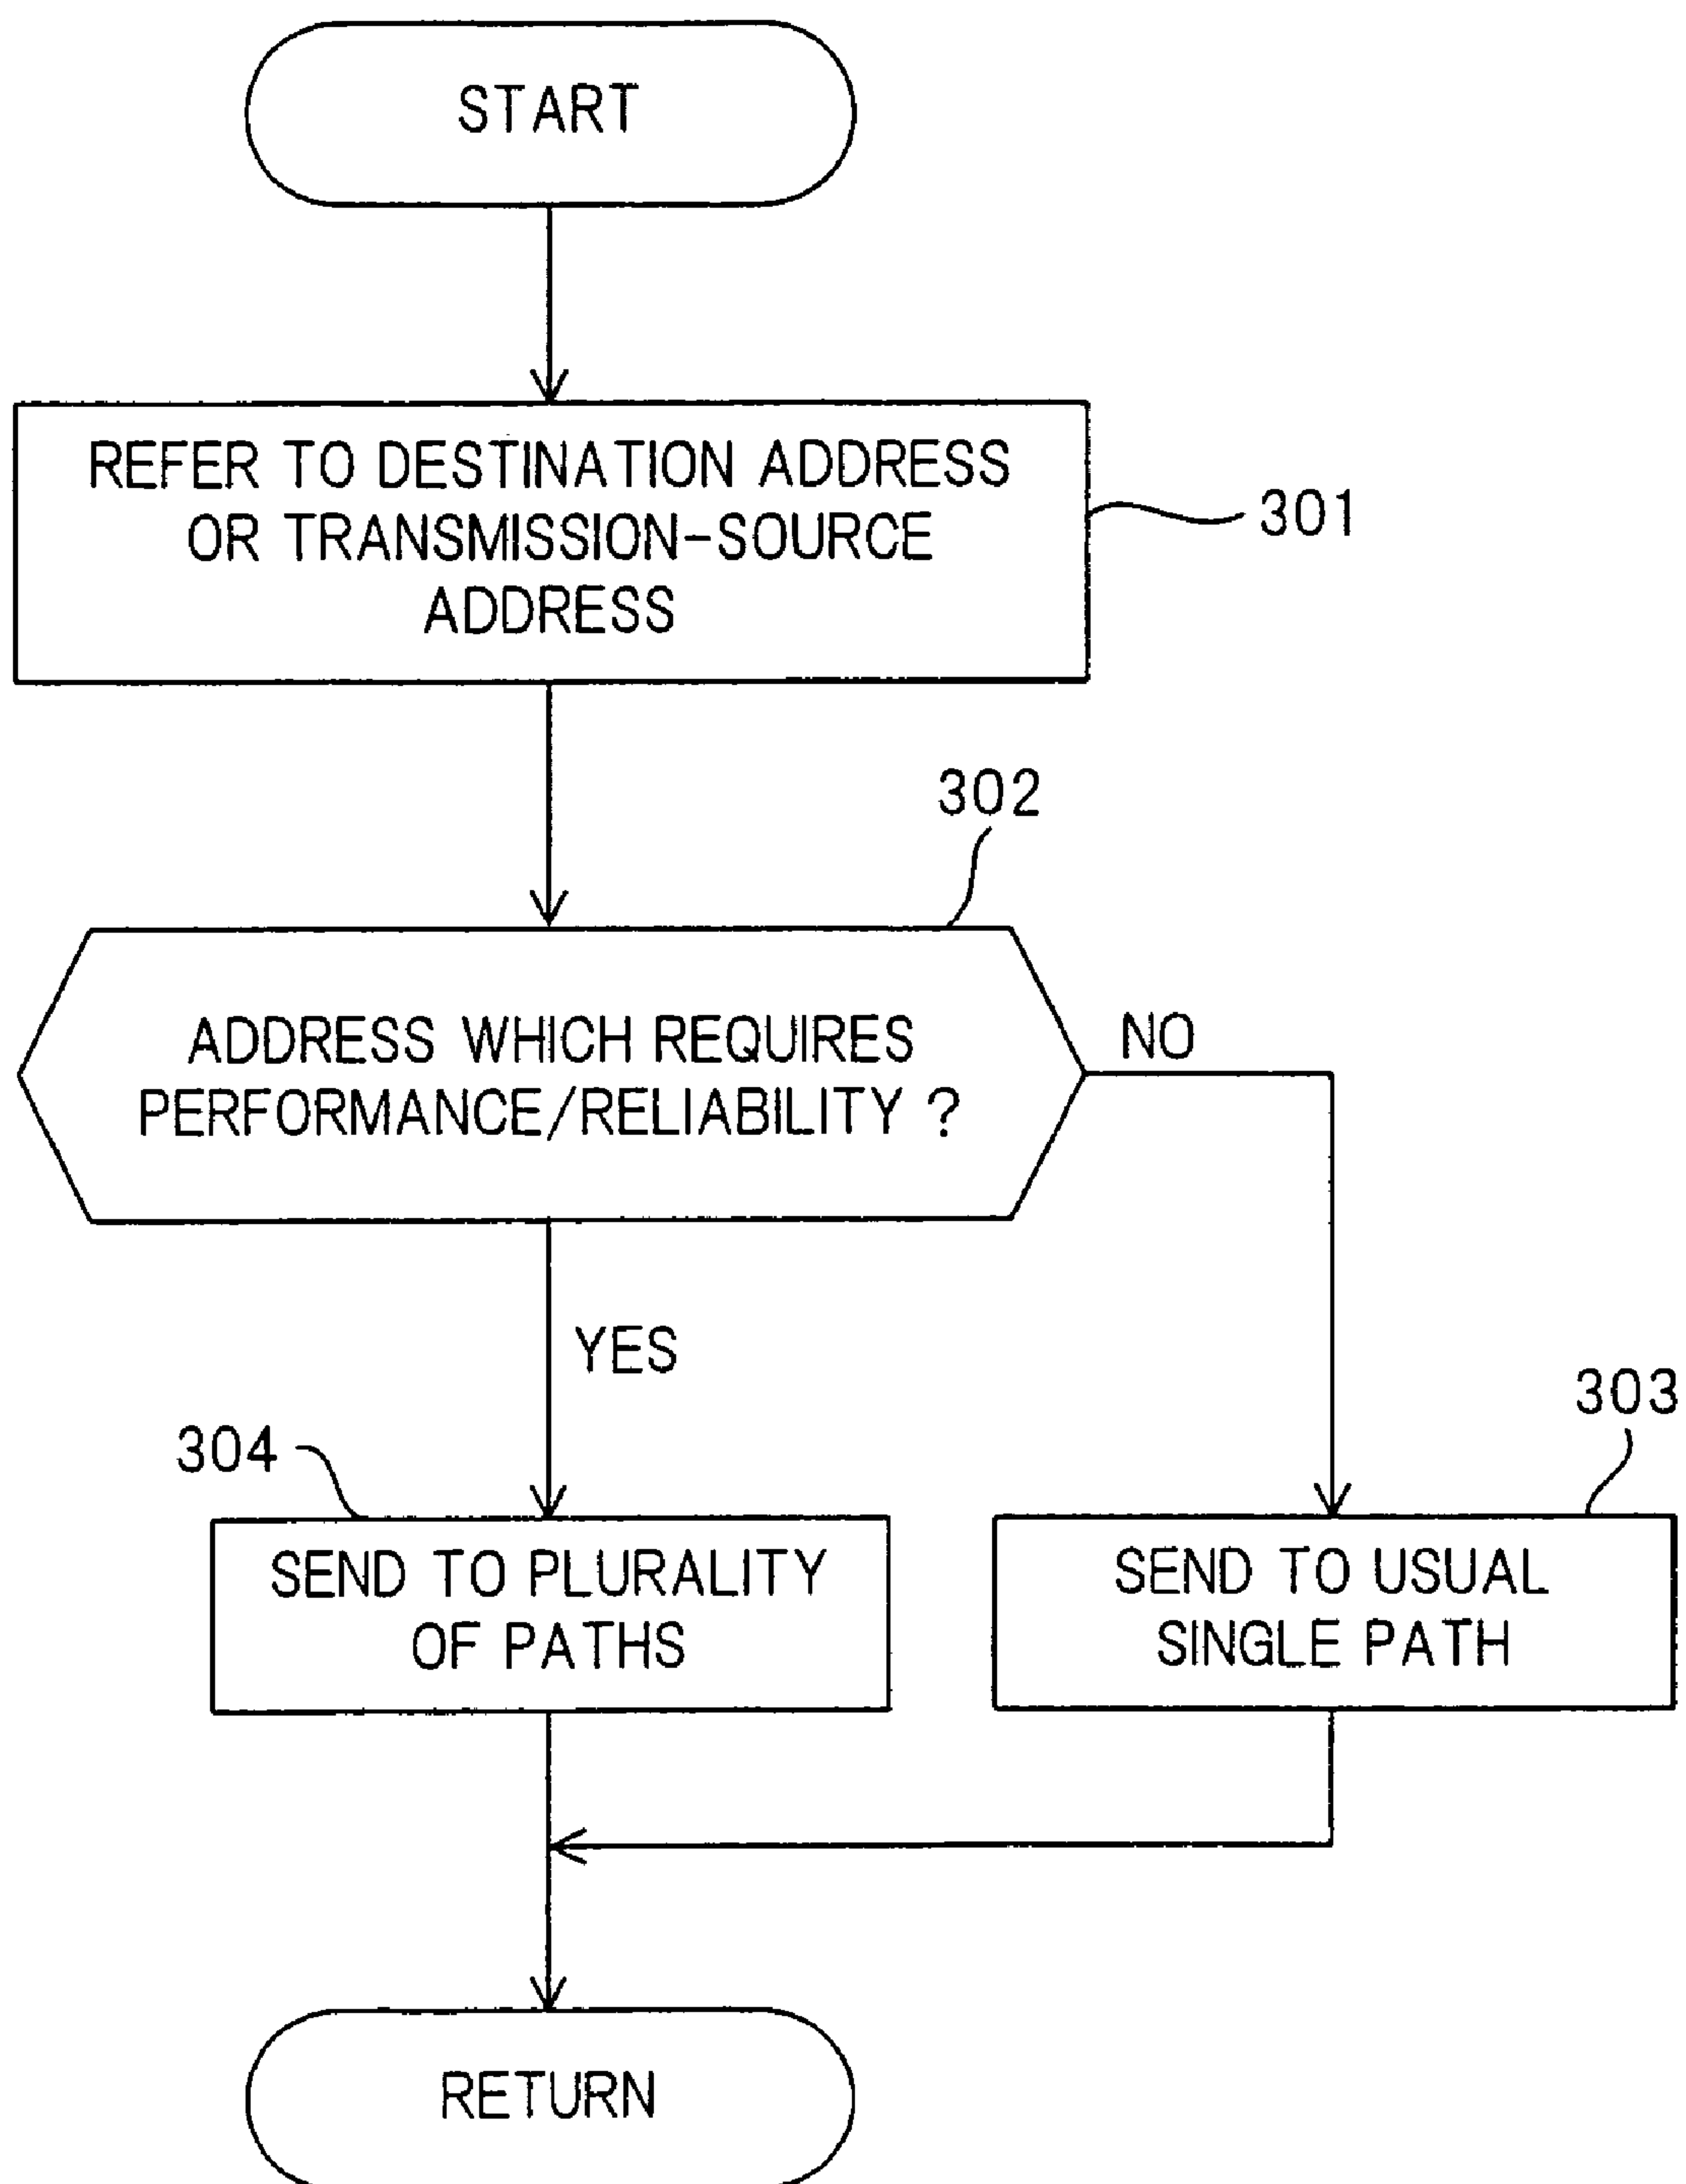 START
REFER TO DESTINATION ADDRESS
OR TRANSMISSION-SOURCE
ADDRESS
301
302
ADDRESS WHICH REQUIRES
PERFORMANCE/RELIABILITY ?
NO
YES
303
304
SEND TO PLURALITY
OF PATHS
SEND TO USUAL
SINGLE PATH
RETURN